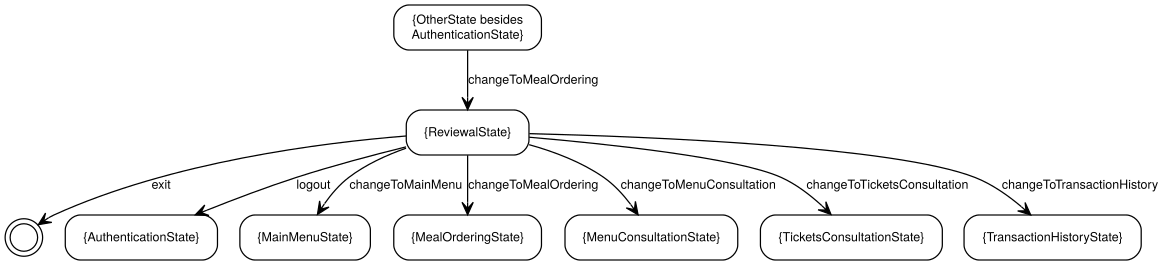 {OtherState besides
AuthenticationState}
changeToMealOrdering
{ReviewalState}
exit
logout
changeToMainMenu
changeToMealOrdering
changeToMenuConsultation
changeToTicketsConsultation
changeToTransactionHistory
{AuthenticationState}
{MainMenuState}
{MealOrderingState}
{MenuConsultationState}
{TicketsConsultationState}
{TransactionHistoryState}